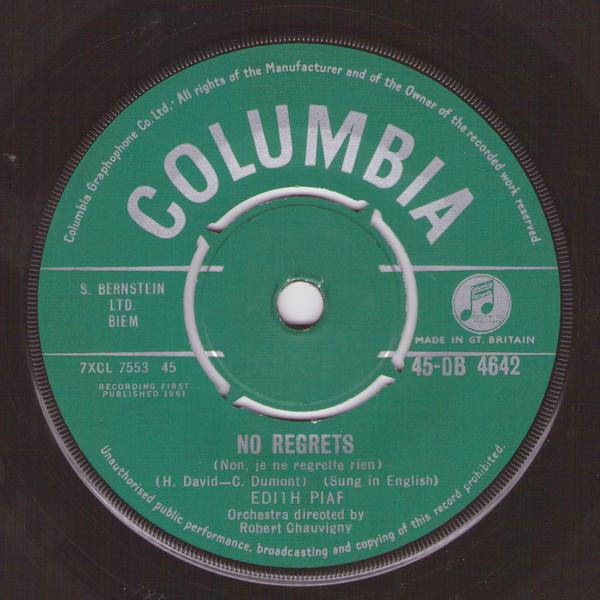 Columbia Graphophone Co. Ltd. · All rights of the Manufacturer and of the Owner of the recorded work reserved.
COLUMBIA
S. BERNSTEIN
LTD.
BIEM
MADE IN GT. BRITAIN
7XCL 7553 45
45-DB 4642
RECORDING FIRST
PUBLISHED 1961
NO REGRETS
(Non, je ne regrette rien)
(H. David—C. Dumont) (Sung in English)
EDITH PIAF
Orchestra directed by
Robert Chauvigny
Unauthorised public performance, broadcasting and copying of this record prohibited.